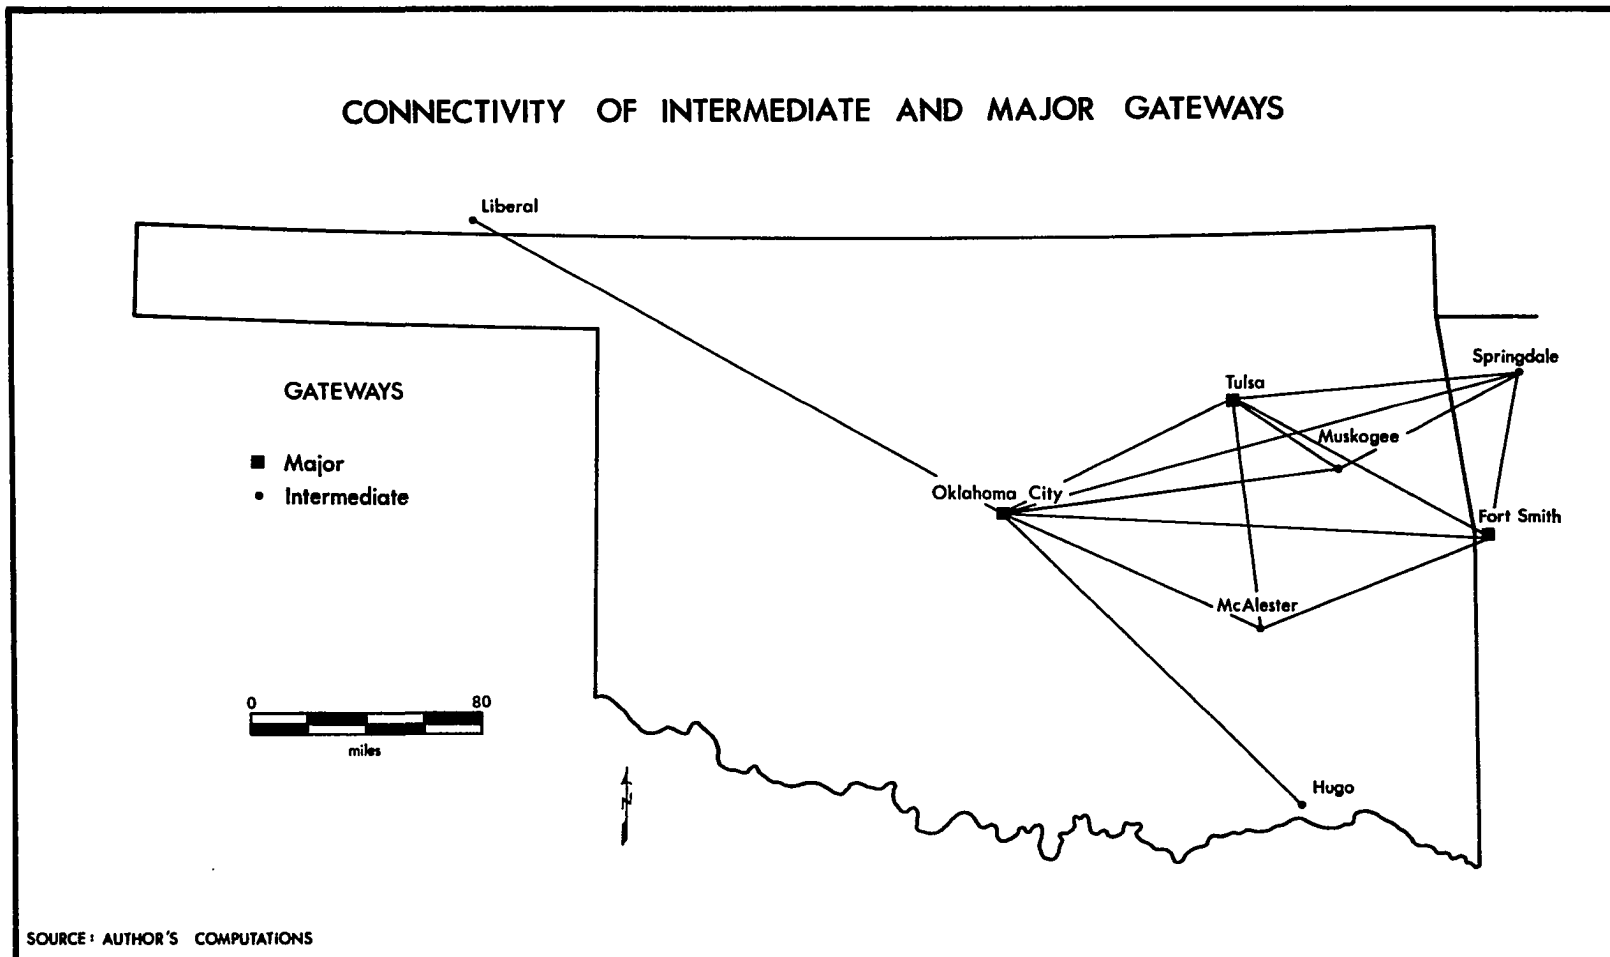 CONNECTIVITY OF INTERMEDIATE AND MAJOR GATEWAYS
Liberal
Springdale
Tulsa
GATEWAYS
Muskogee
Major
Intermediate
Oklahoma City
Fort Smith
McAlester
0 80
miles
Hugo
N
SOURCE: AUTHOR'S COMPUTATIONS